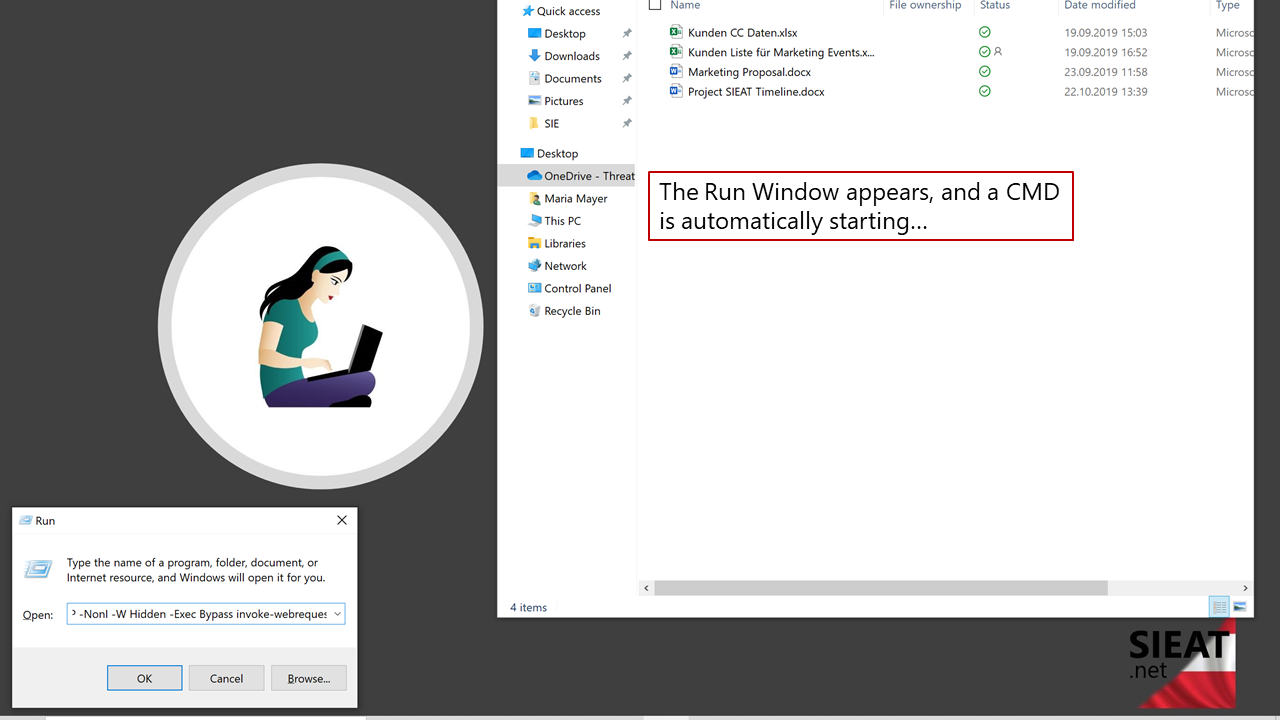 Quick access
Desktop
Downloads
Documents
Pictures
SIE
Desktop
OneDrive - Threat
Maria Mayer
This PC
Libraries
Network
Control Panel
Recycle Bin
Name File ownership Status Date modified Type
Kunden CC Daten.xlsx 19.09.2019 15:03 Microsc
Kunden Liste für Marketing Events.x... 19.09.2019 16:52 Microsc
Marketing Proposal.docx 23.09.2019 11:58 Microsc
Project SIEAT Timeline.docx 22.10.2019 13:39 Microsc
The Run Window appears, and a CMD
is automatically starting...
4 items
Run
Type the name of a program, folder, document, or
Internet resource, and Windows will open it for you.
Open: -NonI -W Hidden -Exec Bypass invoke-webreques
OK Cancel Browse...
SIEAT
.net